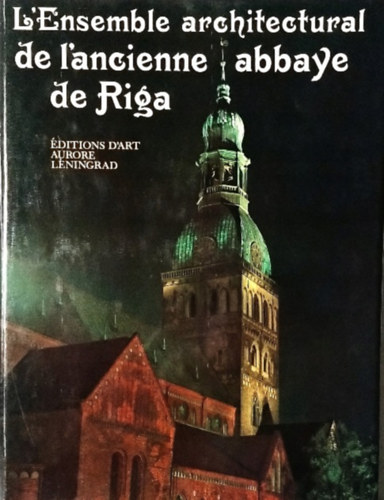 L'Ensemble architectural
de l'ancienne abbaye
de Riga
ÉDITIONS D'ART
AURORE
LÉNINGRAD